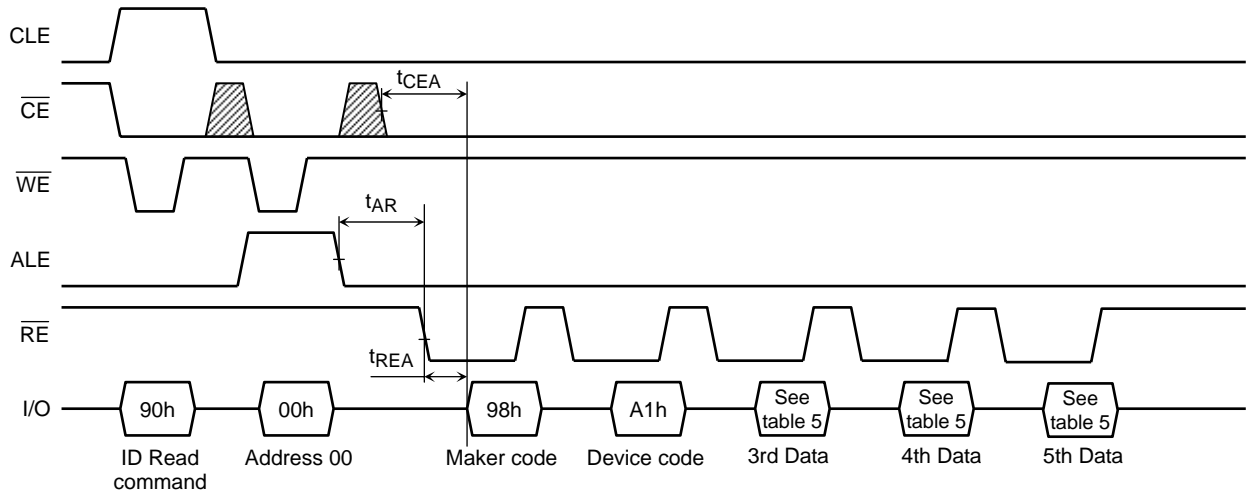 CLE
tCEA
CE
WE
tAR
ALE
RE
tREA
I/O
90h
00h
98h
A1h
See
table 5
See
table 5
See
table 5
ID Read
command
Address 00
Maker code
Device code
3rd Data
4th Data
5th Data